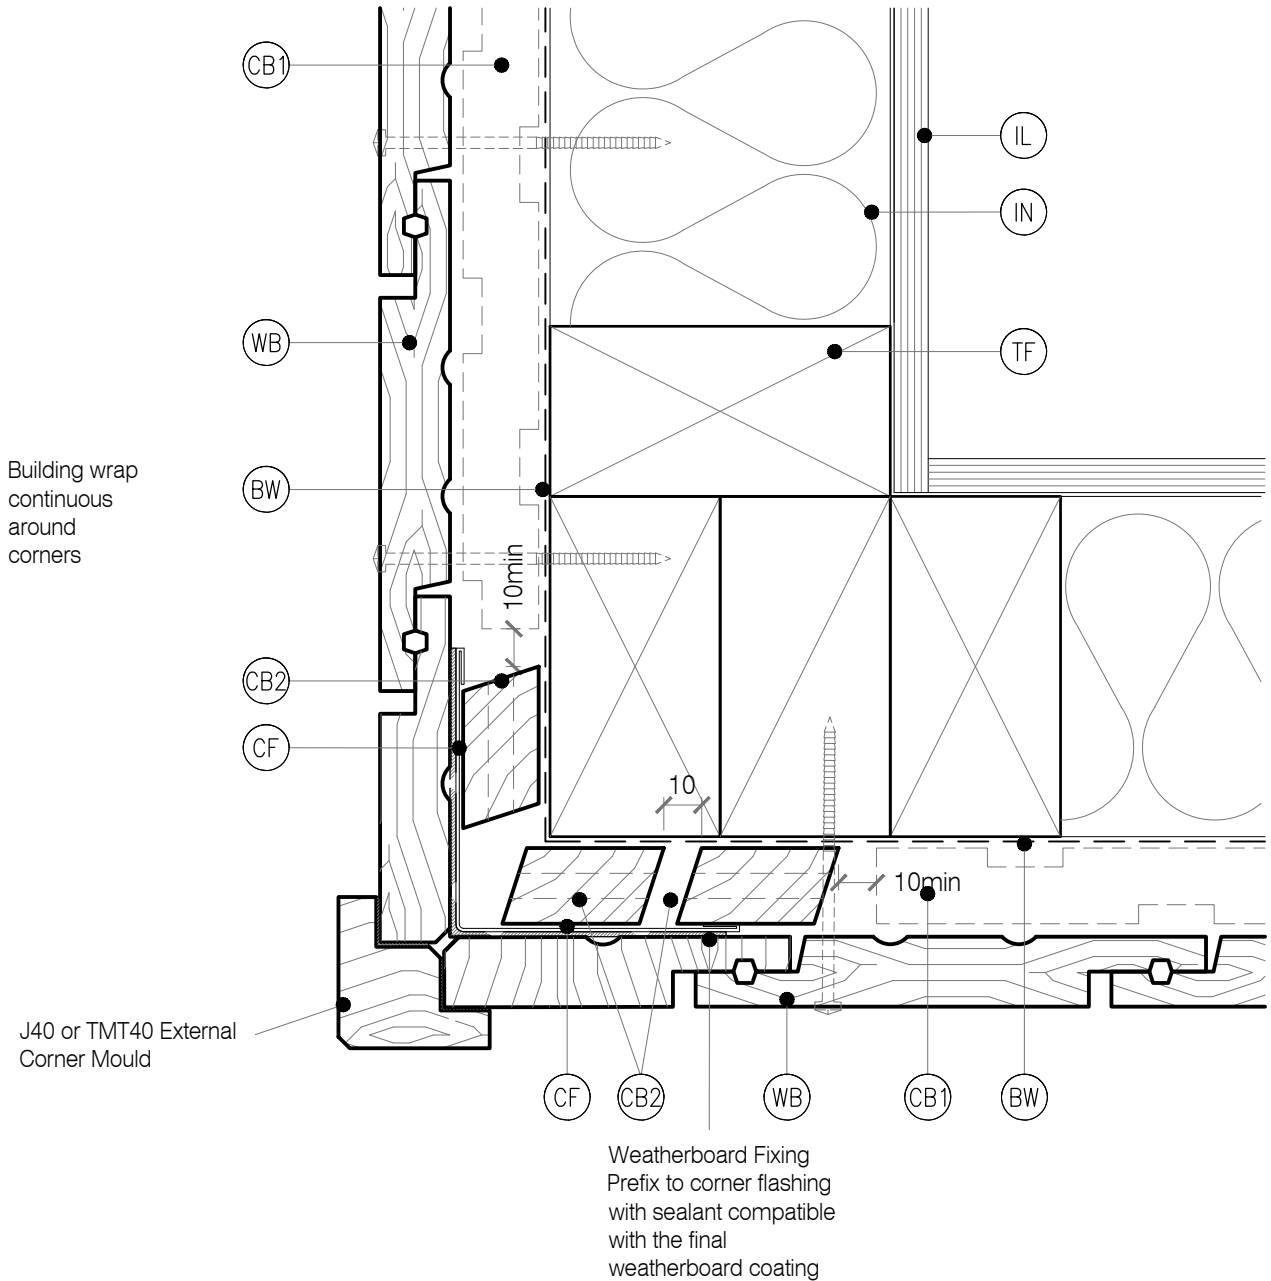 CB1
IL
IN
WB
TF
Building wrap
continuous
around
corners
BW
10min
CB2
CF
10
10min
J40 or TMT40 External
Corner Mould
CF
CB2
WB
CB1
BW
Weatherboard Fixing
Prefix to corner flashing
with sealant compatible
with the final
weatherboard coating